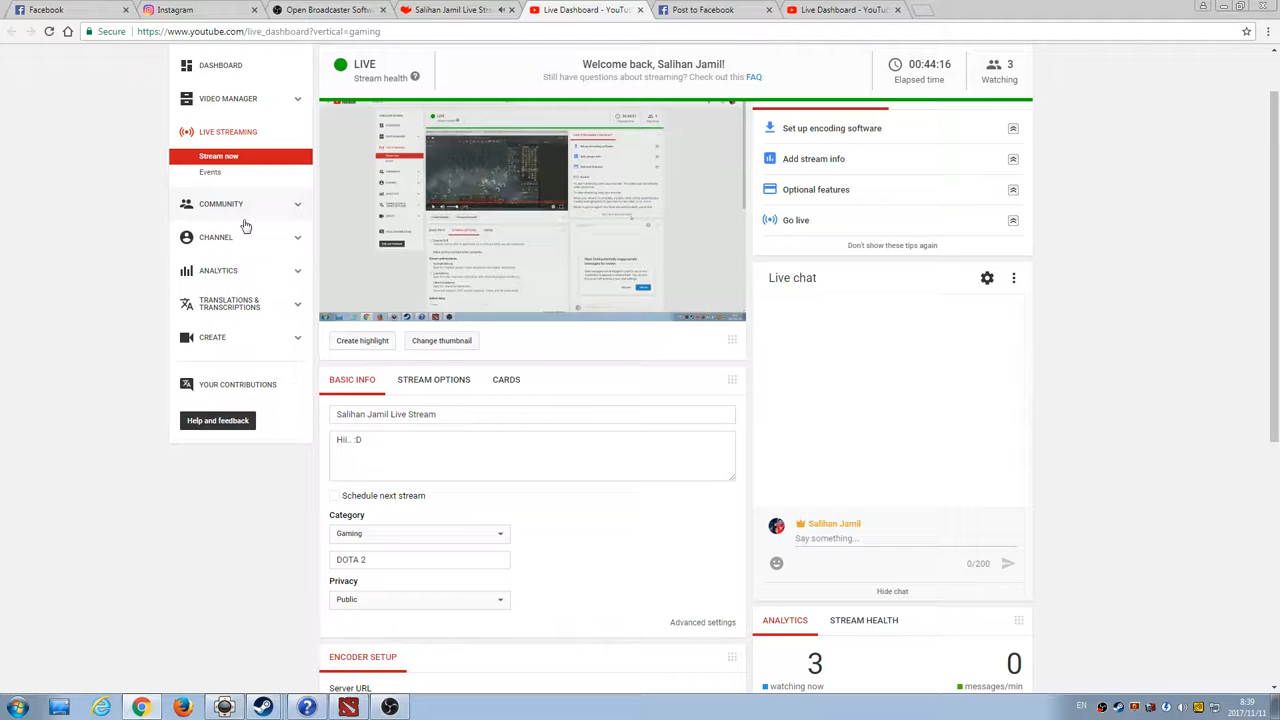 Facebook
Instagram
Open Broadcaster Softw
Salihan Jamil Live Stre
Live Dashboard - YouTu
Post to Facebook
Live Dashboard - YouTu
Secure https://www.youtube.com/live_dashboard?vertical=gaming
DASHBOARD
VIDEO MANAGER
LIVE STREAMING
Stream now
Events
COMMUNITY
CHANNEL
ANALYTICS
TRANSLATIONS &
TRANSCRIPTIONS
CREATE
YOUR CONTRIBUTIONS
Help and feedback
LIVE
Stream health
Welcome back, Salihan Jamil!
Still have questions about streaming? Check out this FAQ.
00:44:16
Elapsed time
3
Watching
Create highlight
Change thumbnail
BASIC INFO
STREAM OPTIONS
CARDS
Salihan Jamil Live Stream
Hii.. :D
Schedule next stream
Category
Gaming
DOTA 2
Privacy
Public
Advanced settings
ENCODER SETUP
Server URL
Set up encoding software
Add stream info
Optional features
Go live
Don't show these tips again
Live chat
Salihan Jamil
Say something...
0/200
Hide chat
ANALYTICS
STREAM HEALTH
3
watching now
0
messages/min
EN
8:39
2017/11/11